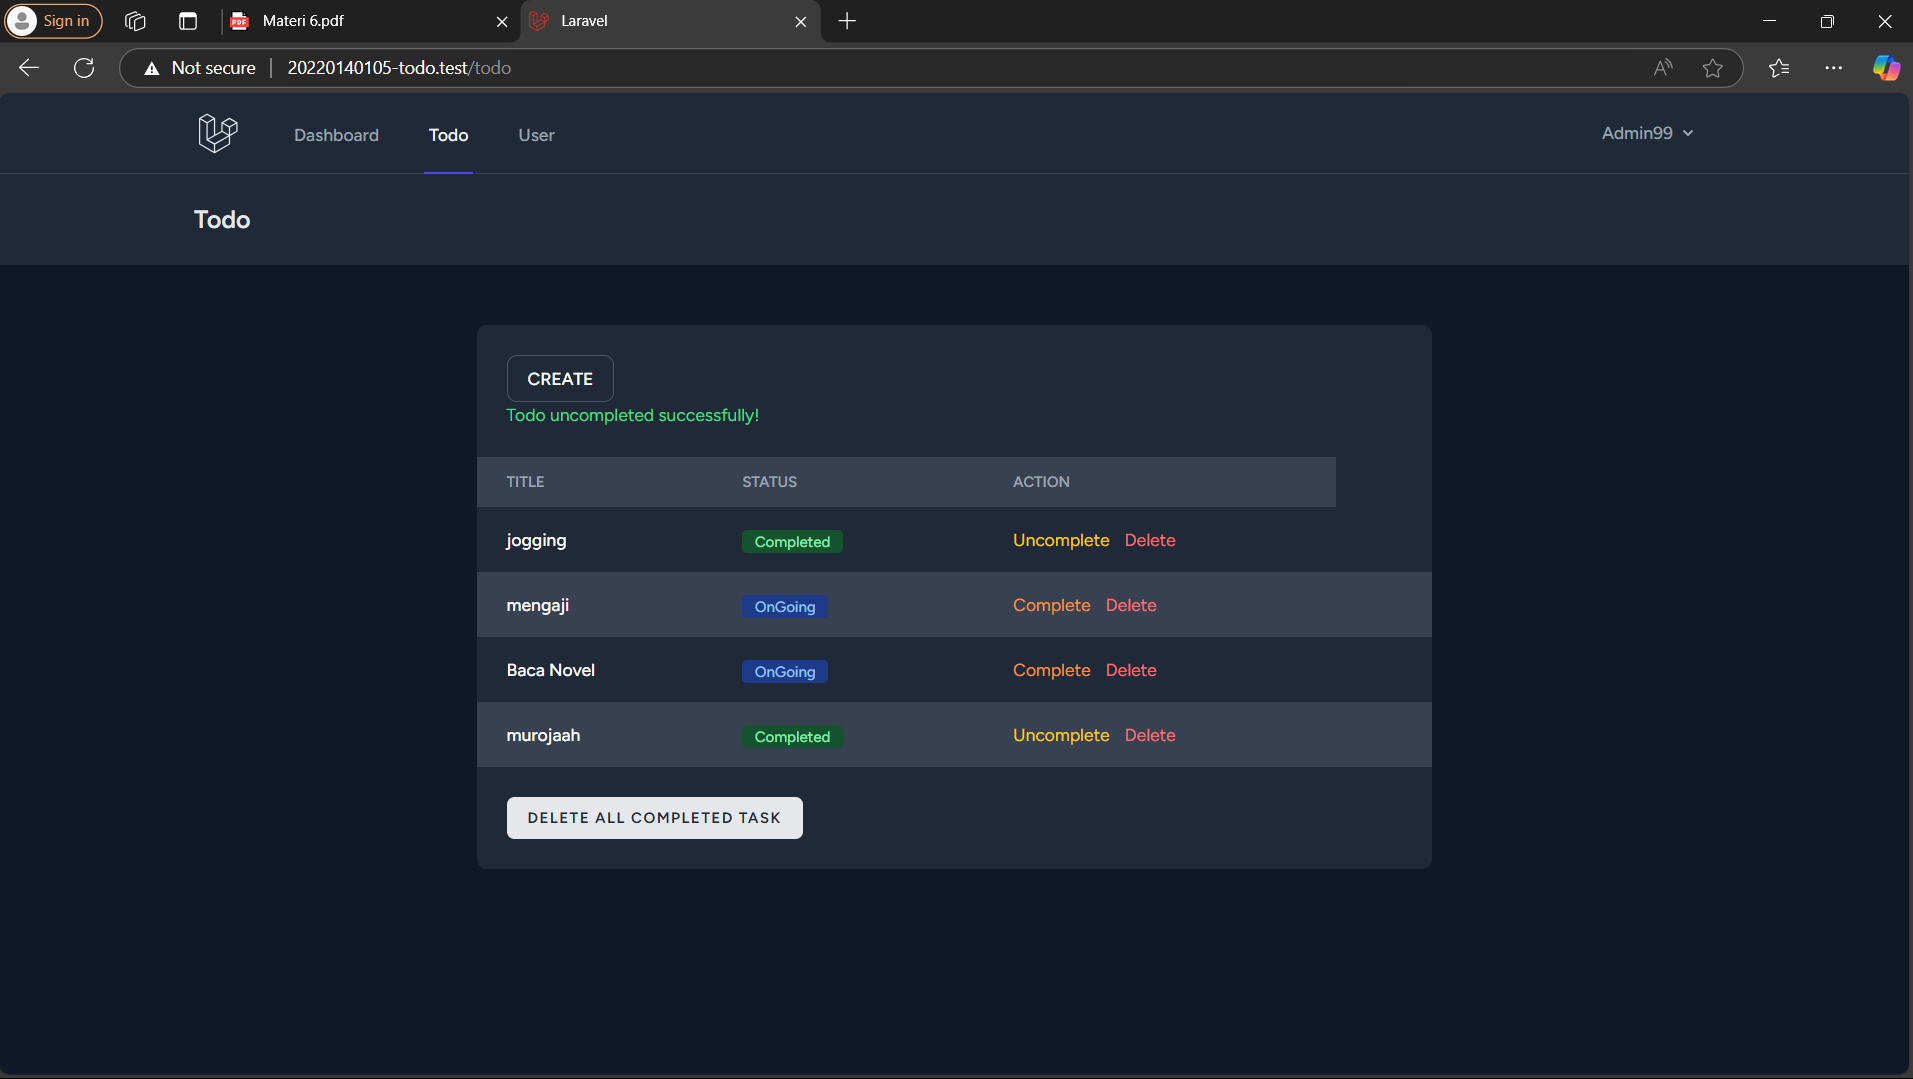 Sign in
Materi 6.pdf
Laravel
Not secure
20220140105-todo.test/todo
Dashboard
Todo
User
Admin99
Todo
CREATE
Todo uncompleted successfully!
TITLE STATUS ACTION
jogging Completed Uncomplete Delete
mengaji OnGoing Complete Delete
Baca Novel OnGoing Complete Delete
murojaah Completed Uncomplete Delete
DELETE ALL COMPLETED TASK